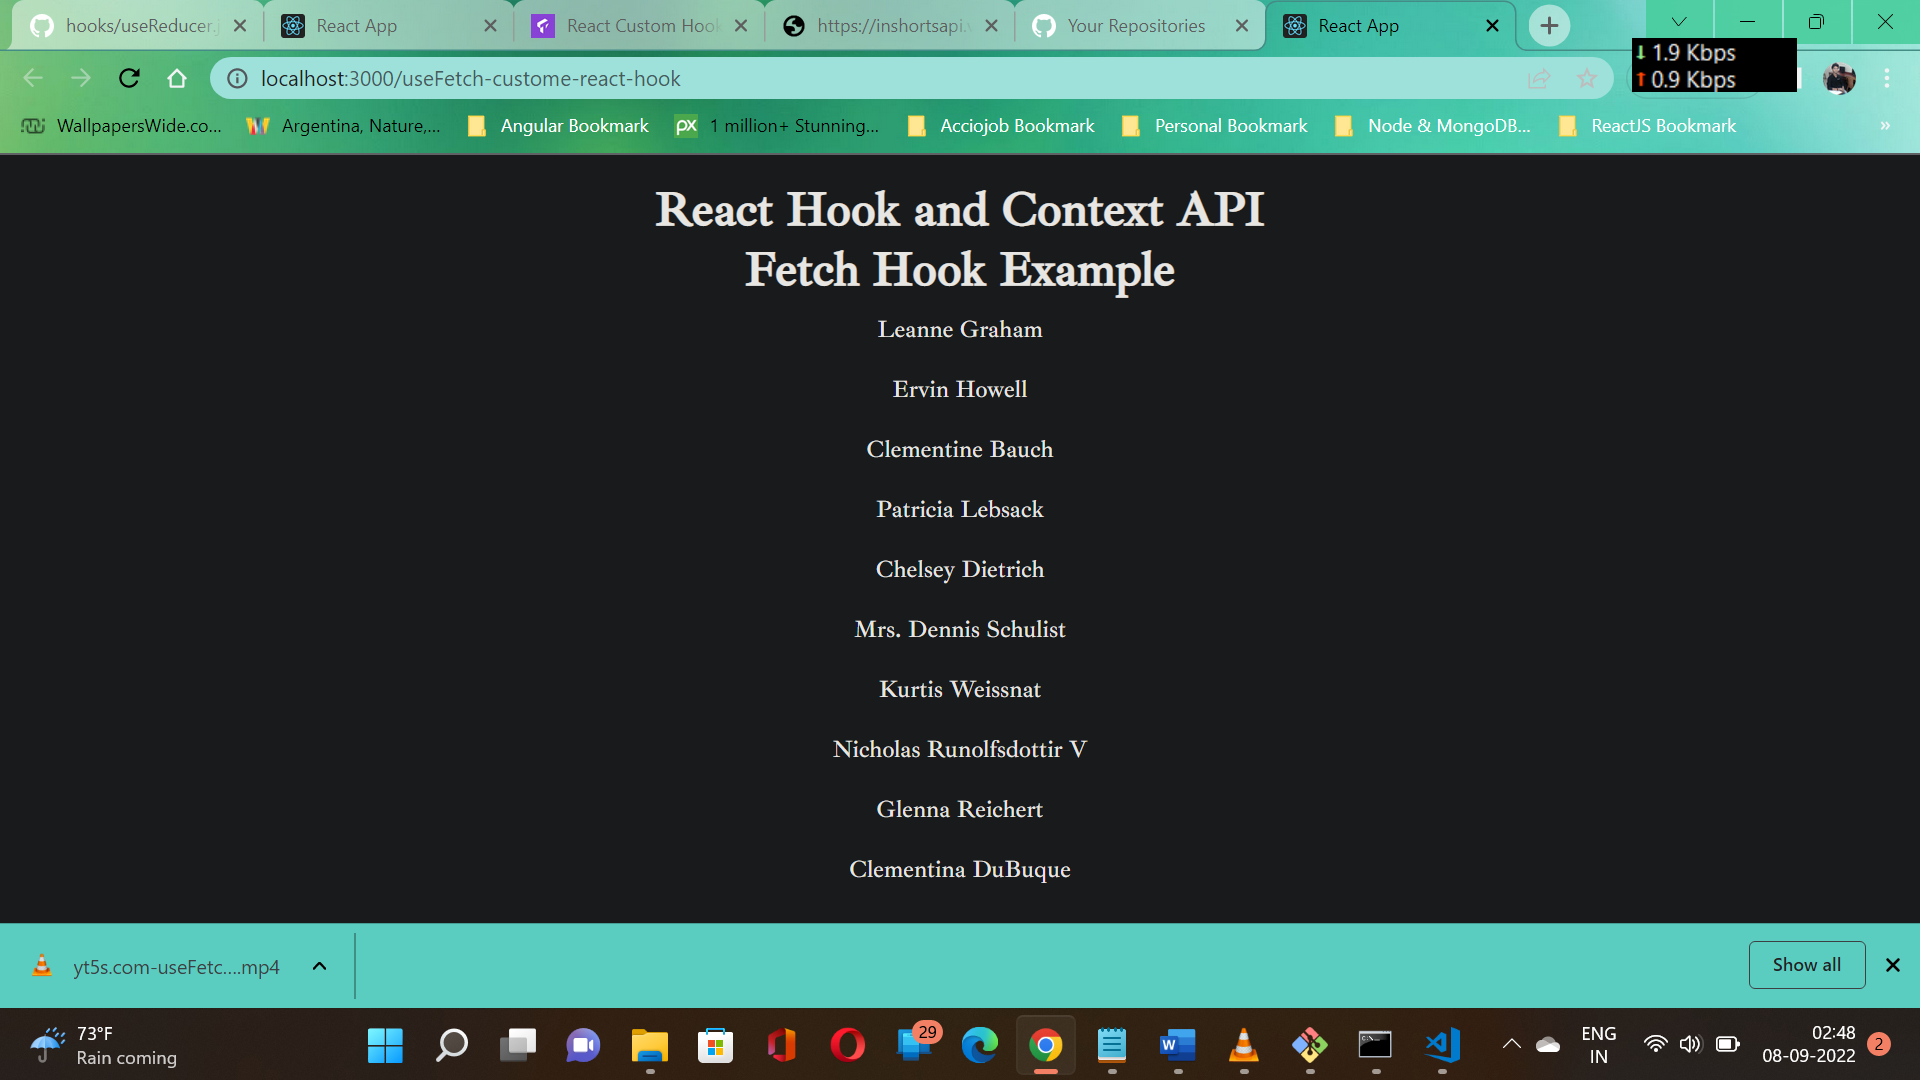 hooks/useReducer.j
React App
React Custom Hook
https://inshortsapi.v
Your Repositories
React App
1.9 Kbps
0.9 Kbps
localhost:3000/useFetch-custome-react-hook
WallpapersWide.co...
Argentina, Nature,...
Angular Bookmark
px
1 million+ Stunning...
Acciojob Bookmark
Personal Bookmark
Node & MongoDB...
ReactJS Bookmark
»
React Hook and Context API
Fetch Hook Example
Leanne Graham
Ervin Howell
Clementine Bauch
Patricia Lebsack
Chelsey Dietrich
Mrs. Dennis Schulist
Kurtis Weissnat
Nicholas Runolfsdottir V
Glenna Reichert
Clementina DuBuque
yt5s.com-useFetc....mp4
Show all
73°F
Rain coming
29
ENG
IN
02:48
08-09-2022
2